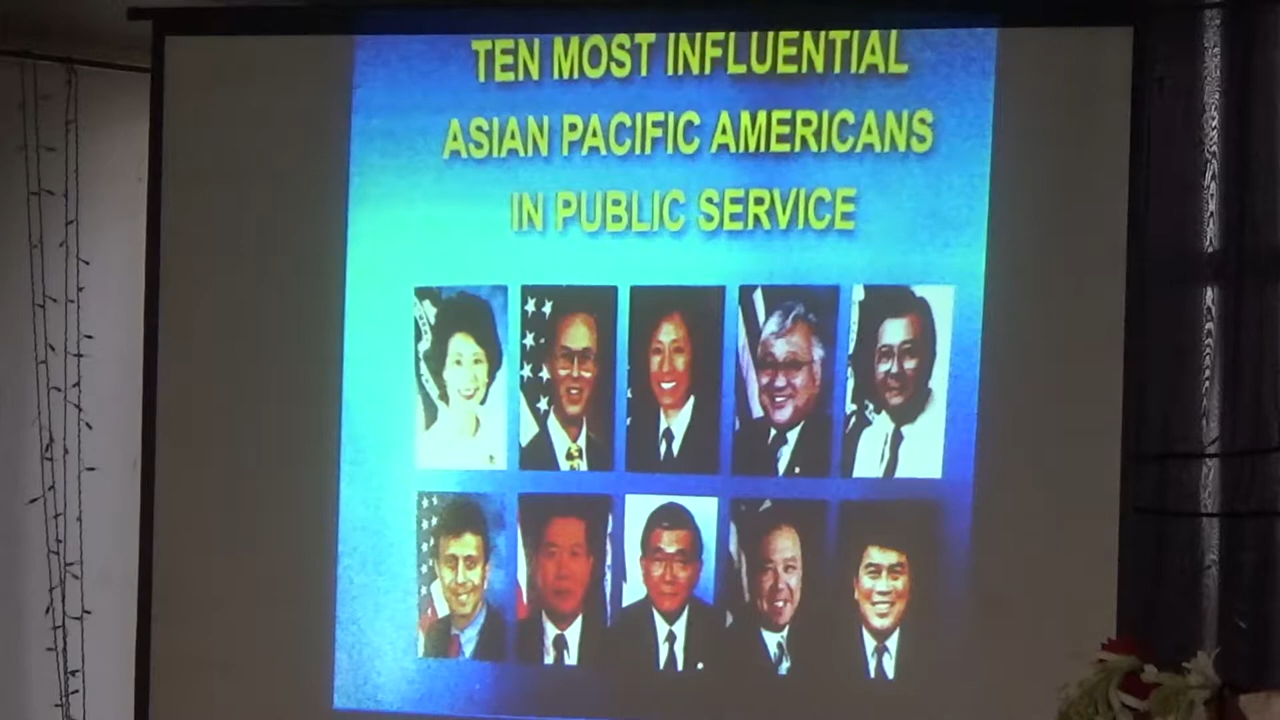 TEN MOST INFLUENTIAL
ASIAN PACIFIC AMERICANS
IN PUBLIC SERVICE